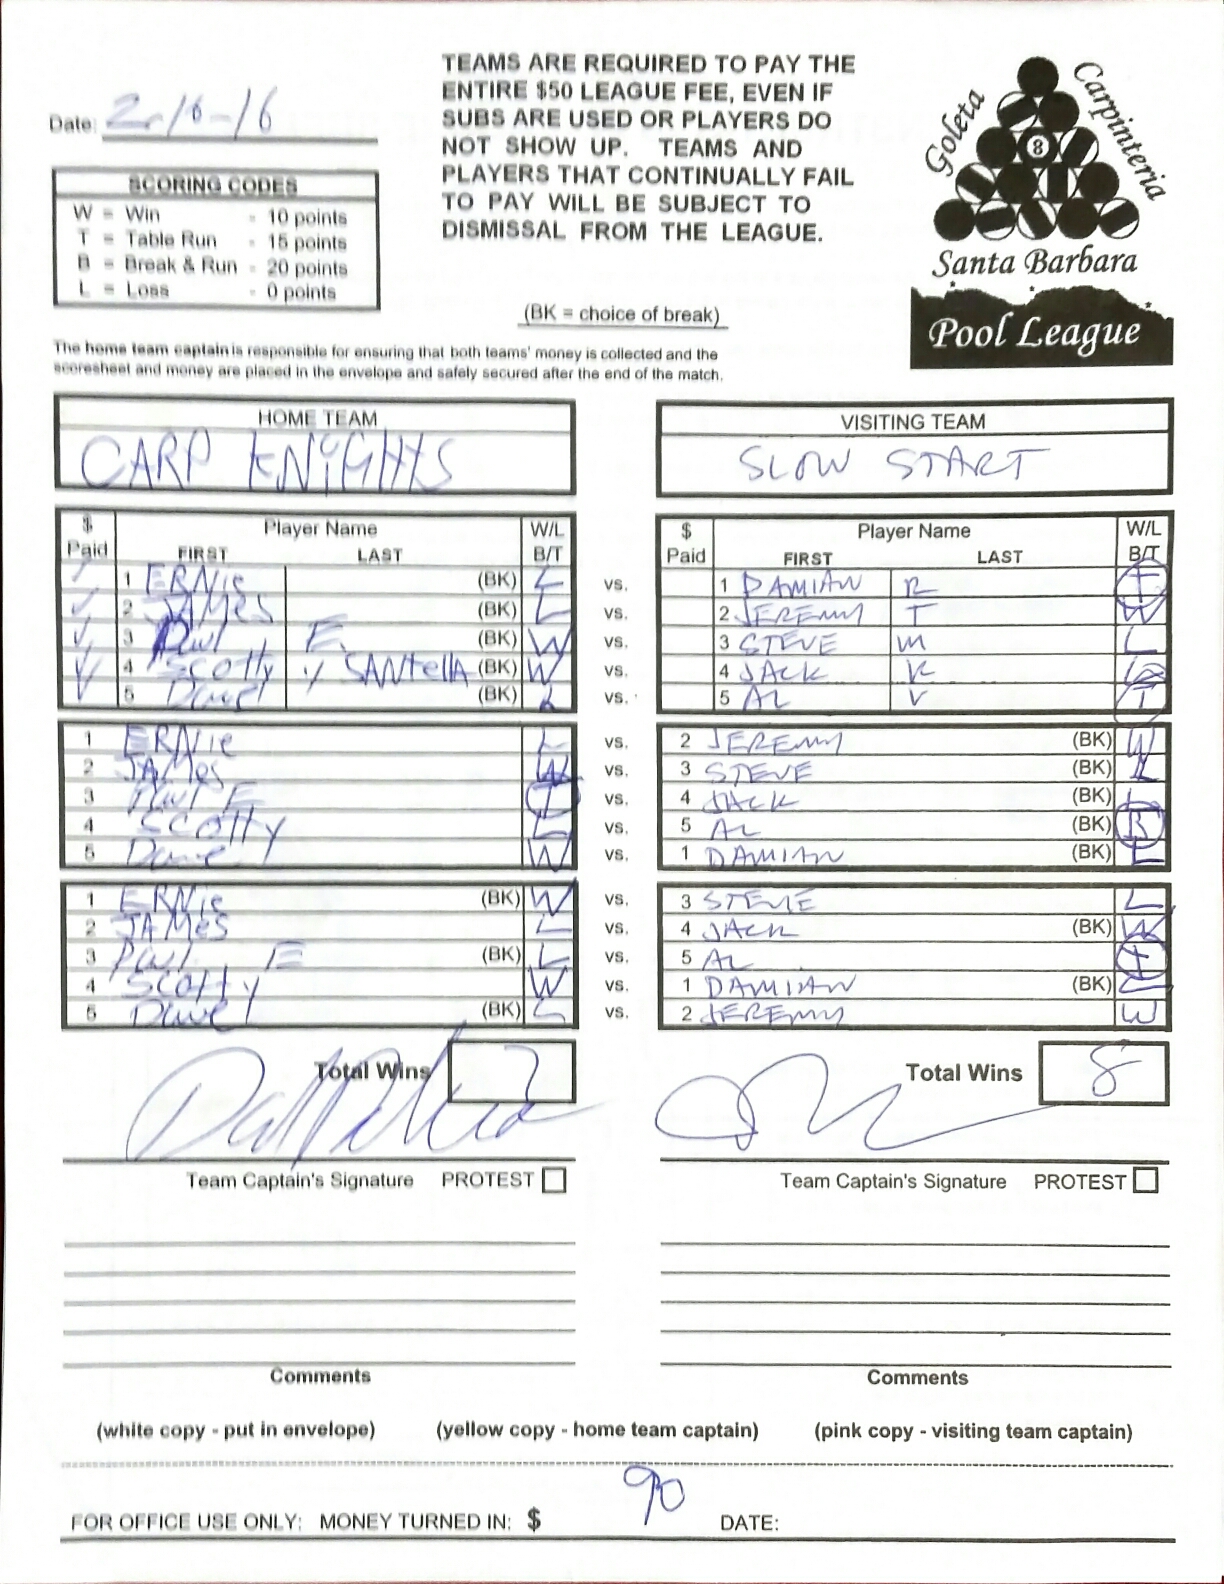 TEAMS ARE REQUIRED TO PAY THE
ENTIRE $50 LEAGUE FEE, EVEN IF
SUBS ARE USED OR PLAYERS DO
NOT SHOW UP. TEAMS AND
PLAYERS THAT CONTINUALLY FAIL
TO PAY WILL BE SUBJECT TO
DISMISSAL FROM THE LEAGUE.
Goleta Carpinteria
8
Santa Barbara
Pool League
Date: 2-16-16
SCORING CODES
W = Win - 10 points
T = Table Run - 15 points
B = Break & Run - 20 points
L = Loss - 0 points
(BK = choice of break)
The home team captain is responsible for ensuring that both teams' money is collected and the
scoresheet and money are placed in the envelope and safely secured after the end of the match.
HOME TEAM VISITING TEAM
CARP KNIGHTS SLOW START
$ Paid Player Name FIRST LAST W/L B/T $ Paid Player Name FIRST LAST W/L B/T
1 ERNie (BK) L vs. 1 DAMIAN R T
2 JAMES (BK) L vs. 2 JEREMY T W
3 Paul E. (BK) W vs. 3 STEVE M L
4 Scotty SANtellA (BK) W vs. 4 JACK K
5 (BK) L vs. 5 AL V T
1 ERNie L vs. 2 JEREMY (BK) W
2 JAMes W vs. 3 STEVE (BK) L
3 Paul E T vs. 4 JACK (BK) L
4 SCOTTY L vs. 5 AL (BK) B
5 W vs. 1 DAMIAN (BK) L
1 ERNie (BK) W vs. 3 STEVE L
2 JAMES L vs. 4 JACK (BK) W
3 Paul E (BK) L vs. 5 AL T
4 SCOTTY W vs. 1 DAMIAN (BK) L
5 (BK) L vs. 2 JEREMY W
Total Wins 7 Total Wins 8
Team Captain's Signature PROTEST Team Captain's Signature PROTEST
Comments Comments
(white copy - put in envelope) (yellow copy - home team captain) (pink copy - visiting team captain)
FOR OFFICE USE ONLY: MONEY TURNED IN: $ 90 DATE: